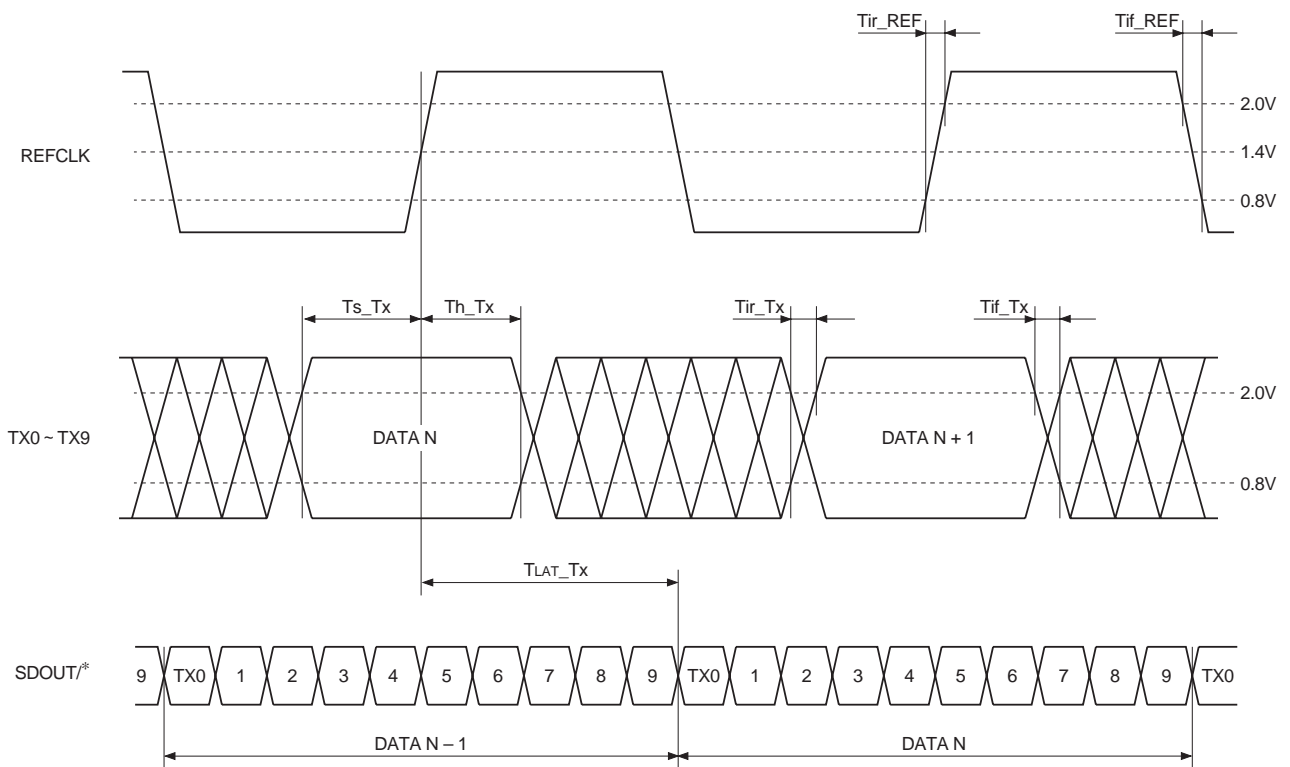 Tir_REF Tif_REF
2.0V
REFCLK 1.4V
0.8V
Ts_Tx Th_Tx Tir_Tx Tif_Tx
2.0V
TX0 ~ TX9 DATA N DATA N + 1
0.8V
TLAT_Tx
SDOUT/* 9 TX0 1 2 3 4 5 6 7 8 9 TX0 1 2 3 4 5 6 7 8 9 TX0
DATA N – 1 DATA N